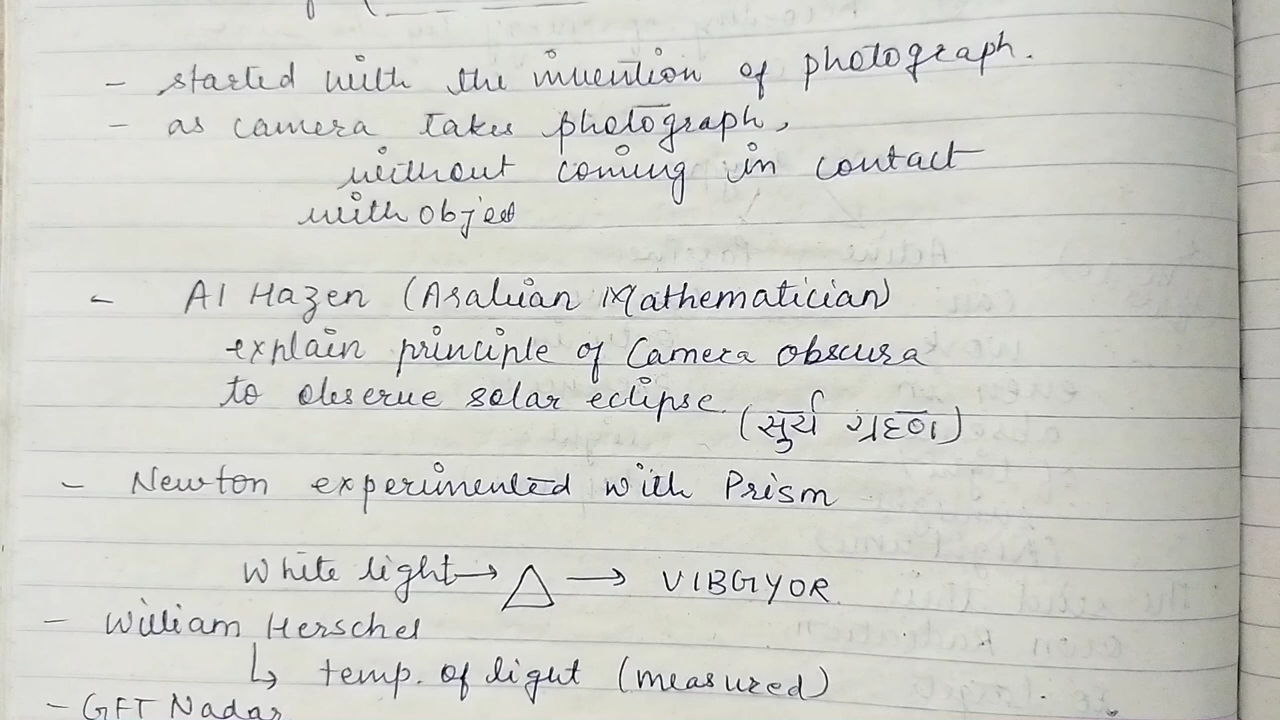 - started with the invention of photograph.
- as camera takes photograph,
without coming in contact
with object
- Al Hazen (Arabian Mathematician)
explain principle of Camera obscura
to observe solar eclipse.
(सुर्य ग्रहण)
- Newton experimented with Prism
White light → △ → VIBGYOR
- William Herschel
↳ temp. of light (measured)
- GFT Nadar